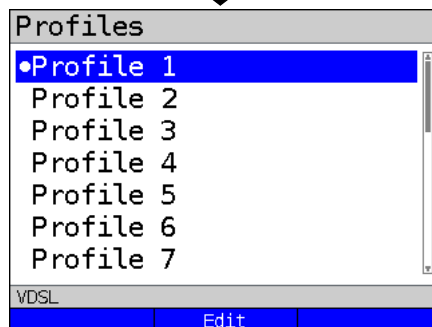 Profiles
•Profile 1
Profile 2
Profile 3
Profile 4
Profile 5
Profile 6
Profile 7
VDSL
Edit